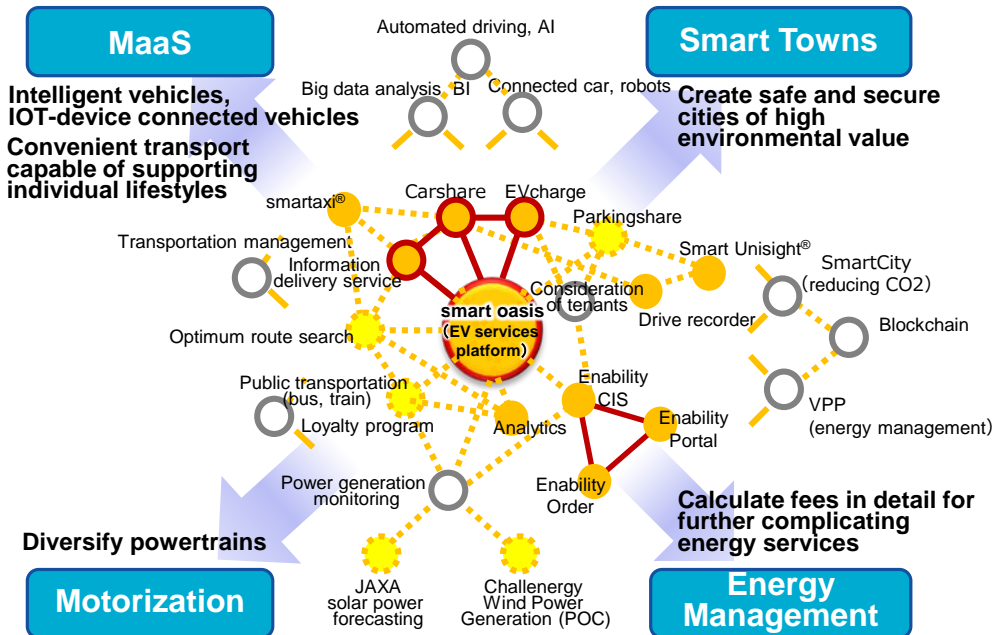 MaaS
Automated driving, AI
Smart Towns
Big data analysis, BI
Connected car, robots
Intelligent vehicles,
IOT-device connected vehicles
Convenient transport
capable of supporting
individual lifestyles
Create safe and secure
cities of high
environmental value
smartaxi®
Carshare
EVcharge
Parkingshare
Transportation management:
Information
delivery service
Smart Unisight®
SmartCity
(reducing CO2)
smart oasis
(EV services
platform)
Consideration
of tenants
Drive recorder
Blockchain
Optimum route search
Public transportation
(bus, train)
Loyalty program
Analytics
Enability
CIS
Enability
Portal
VPP
(energy management)
Power generation
monitoring
Enability
Order
Diversify powertrains
Calculate fees in detail for
further complicating
energy services
Motorization
JAXA
solar power
forecasting
Challenergy
Wind Power
Generation (POC)
Energy
Management